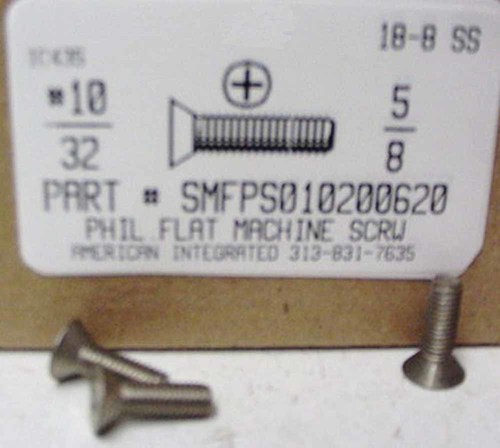 18-8 SS
#10
32
5
8
PART # SMFPS010200620
PHIL FLAT MACHINE SCRW
AMERICAN INTEGRATED 313-831-7635